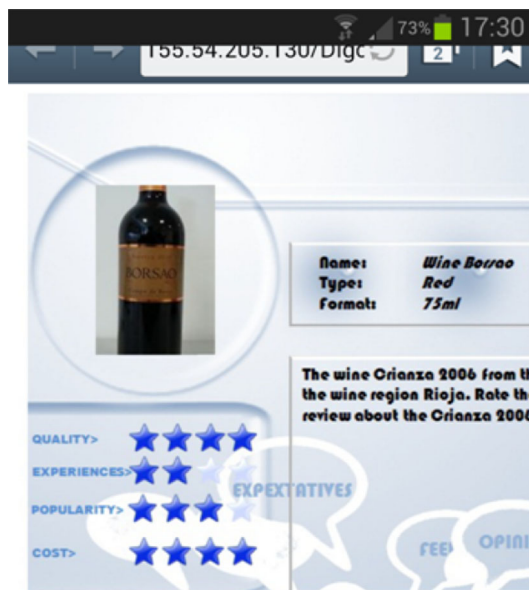 73% 17:30
155.54.205.130/Digc
2
BORSAO
Name: Wine Borsao
Type: Red
Format: 75ml
The wine Crianza 2006 from th
the wine region Rioja. Rate th
review about the Crianza 2006
QUALITY>
EXPERIENCES>
POPULARITY>
COST>
EXPEXTATIVES
FEEL
OPINI